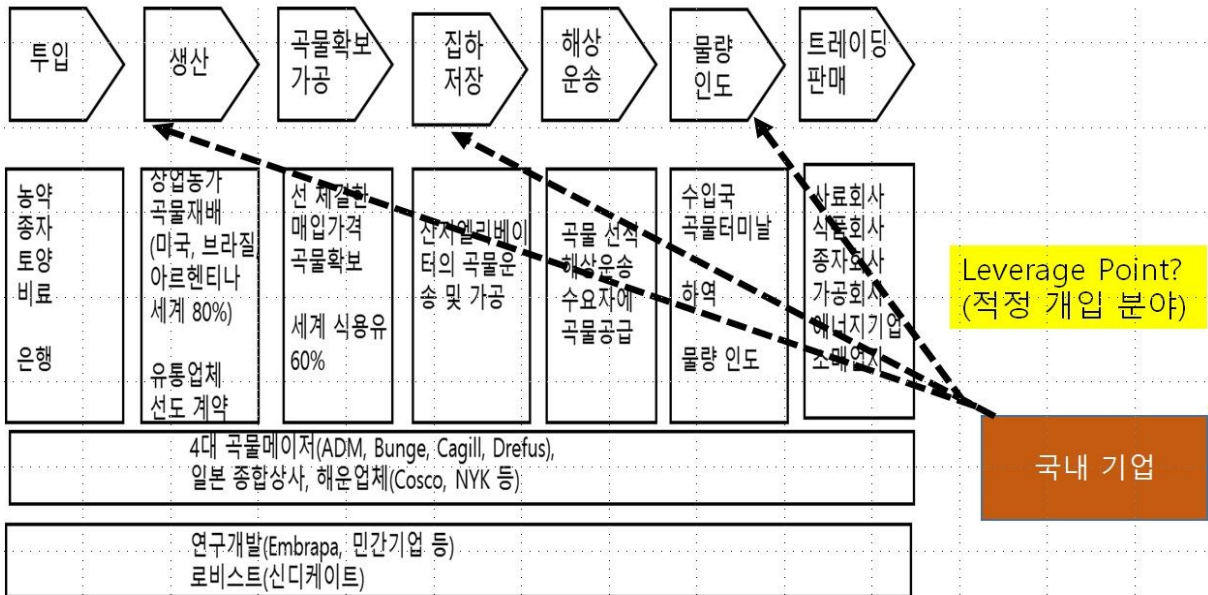 투입
생산
곡물확보
가공
집하
저장
해상
운송
물량
인도
트레이딩
판매
농약
종자
토양
비료
은행
상업농가
곡물재배
(미국, 브라질,
아르헨티나
세계 80%)
유통업체
선도 계약
선 체결한
매입가격
곡물확보
세계 식용유
60%
산지엘리베이
터의 곡물운
송 및 가공
곡물 선적
해상운송
수요자에
곡물공급
수입국
곡물터미날
하역
물량 인도
사료회사
식품회사
종자회사
가공회사
에너지기업
소매업자
Leverage Point?
(적정 개입 분야)
국내 기업
4대 곡물메이저(ADM, Bunge, Cagill, Drefus),
일본 종합상사, 해운업체(Cosco, NYK 등)
연구개발(Embrapa, 민간기업 등)
로비스트(신디케이트)